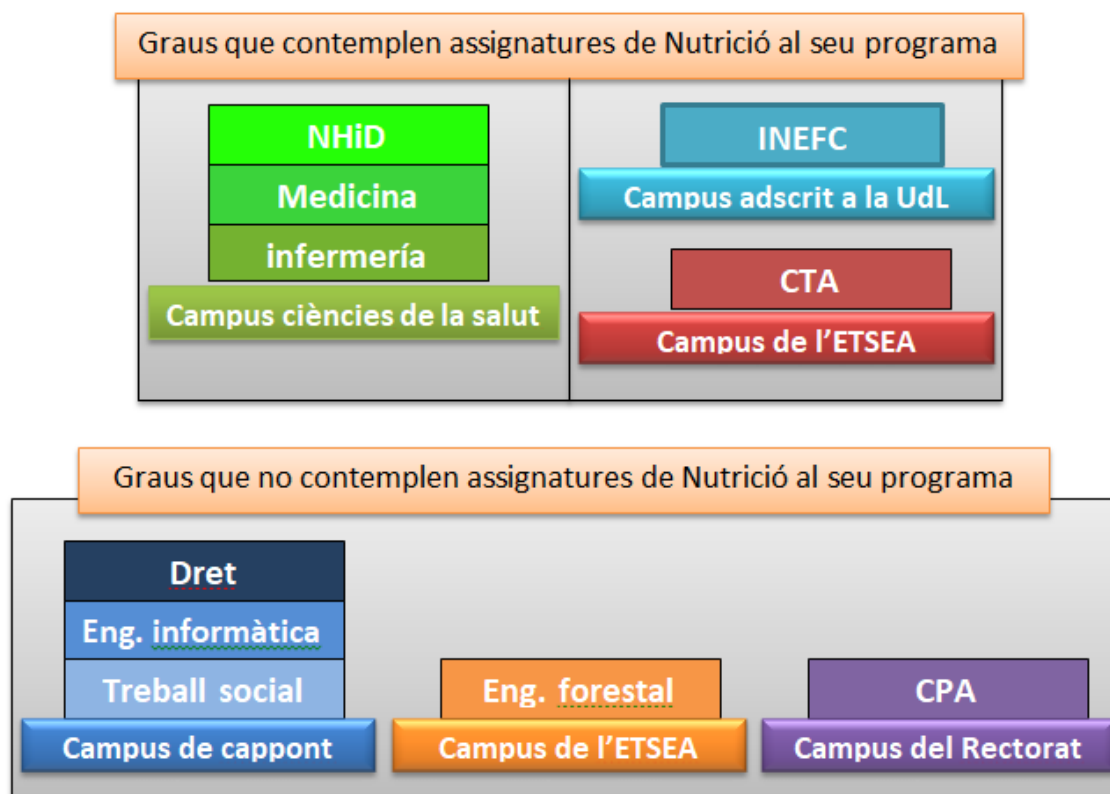 Graus que contemplen assignatures de Nutrició al seu programa
NHiD
Medicina
infermería
Campus ciències de la salut
INEFC
Campus adscrit a la UdL
CTA
Campus de l’ETSEA
Graus que no contemplen assignatures de Nutrició al seu programa
Dret
Eng. informàtica
Treball social
Campus de cappont
Eng. forestal
Campus de l’ETSEA
CPA
Campus del Rectorat